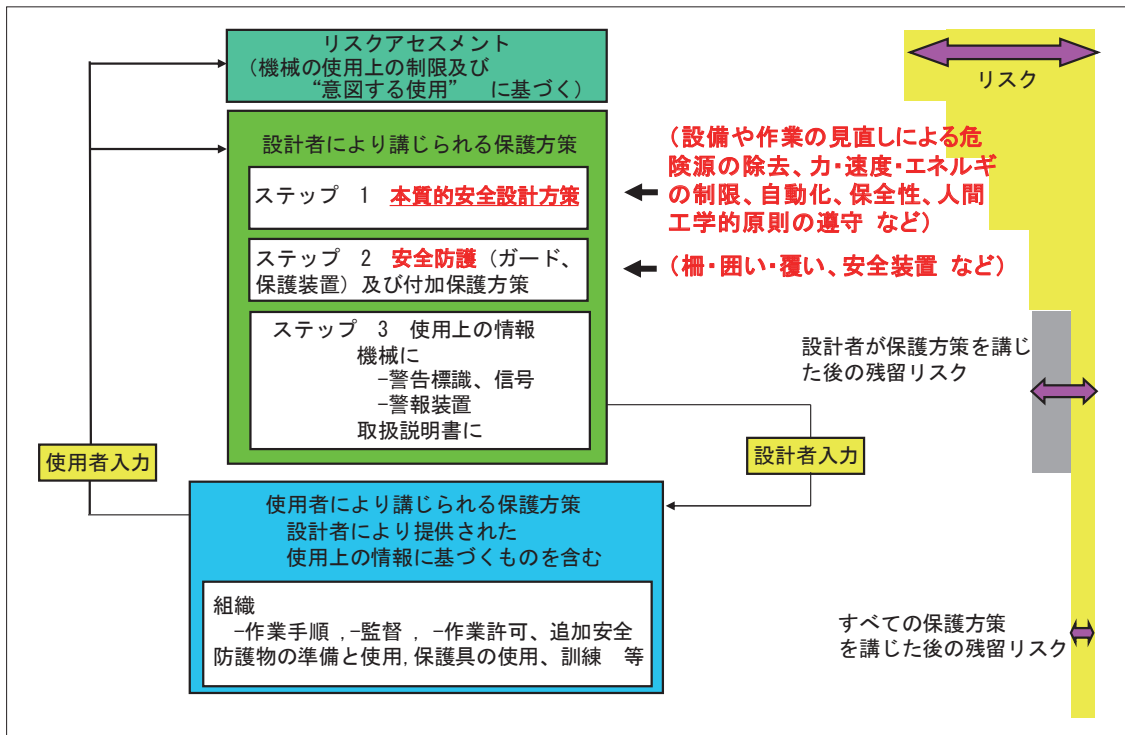 リスクアセスメント
(機械の使用上の制限及び
“意図する使用” に基づく)
リスク
設計者により講じられる保護方策
ステップ 1 本質的安全設計方策
(設備や作業の見直しによる危
険源の除去、力・速度・エネルギ
の制限、自動化、保全性、人間
工学的原則の遵守 など)
ステップ 2 安全防護(ガード、
保護装置)及び付加保護方策
(柵・囲い・覆い、安全装置 など)
ステップ 3 使用上の情報
機械に
-警告標識、信号
-警報装置
取扱説明書に
設計者が保護方策を講じ
た後の残留リスク
使用者入力
設計者入力
使用者により講じられる保護方策
設計者により提供された
使用上の情報に基づくものを含む
組織
-作業手順 ,-監督 , -作業許可、追加安全
防護物の準備と使用,保護具の使用、訓練 等
すべての保護方策
を講じた後の残留リスク